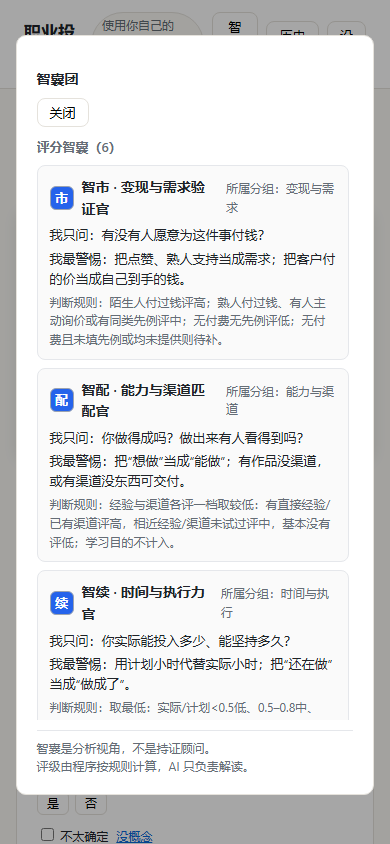 职业投
使用你自己的
智
历史
设
智囊团
关闭
评分智囊（6）
市
智市 · 变现与需求验
证官
所属分组：变现与需
求
我只问：有没有人愿意为这件事付钱？
我最警惕：把点赞、熟人支持当成需求；把客户付
的价当成自己到手的钱。
判断规则：陌生人付过钱评高；熟人付过钱、有人主
动询价或有同类先例评中；无付费无先例评低；无付
费且未填先例或均未提供则待补。
配
智配 · 能力与渠道匹
配官
所属分组：能力与渠
道
我只问：你做得成吗？做出来有人看得到吗？
我最警惕：把“想做”当成“能做”；有作品没渠道，
或有渠道没东西可交付。
判断规则：经验与渠道各评一档取较低：有直接经验/
已有渠道评高，相近经验/渠道未试过评中，基本没有
评低；学习目的不计入。
续
智续 · 时间与执行力
官
所属分组：时间与执
行
我只问：你实际能投入多少、能坚持多久？
我最警惕：用计划小时代替实际小时；把“还在做”
当成“做成了”。
判断规则：取最低：实际/计划<0.5低、0.5–0.8中、
智囊是分析视角，不是持证顾问。
评级由程序按规则计算，AI 只负责解读。
是
否
不太确定
没概念